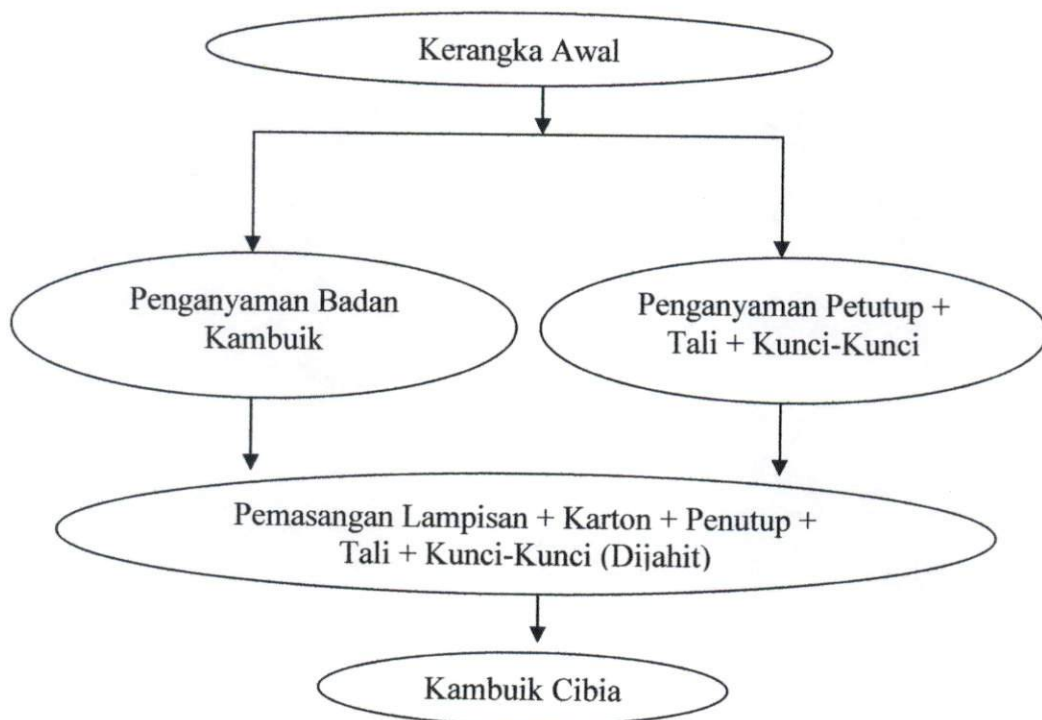 Kerangka Awal
Penganyaman Badan
Kambuik
Penganyaman Petutup +
Tali + Kunci-Kunci
Pemasangan Lampisan + Karton + Penutup +
Tali + Kunci-Kunci (Dijahit)
Kambuik Cibia